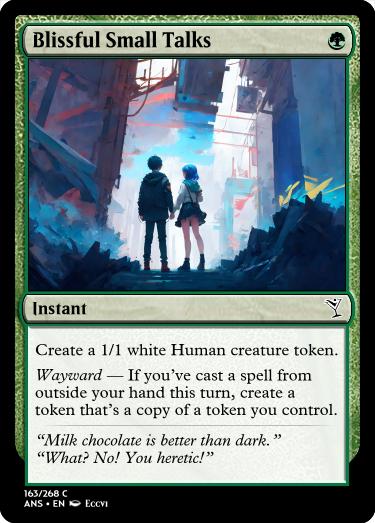 Blissful Small Talks
Instant
Create a 1/1 white Human creature token.
Wayward — If you've cast a spell from
outside your hand this turn, create a
token that's a copy of a token you control.
“Milk chocolate is better than dark.”
“What? No! You heretic!”
163/268 C
ANS • EN Eccvi